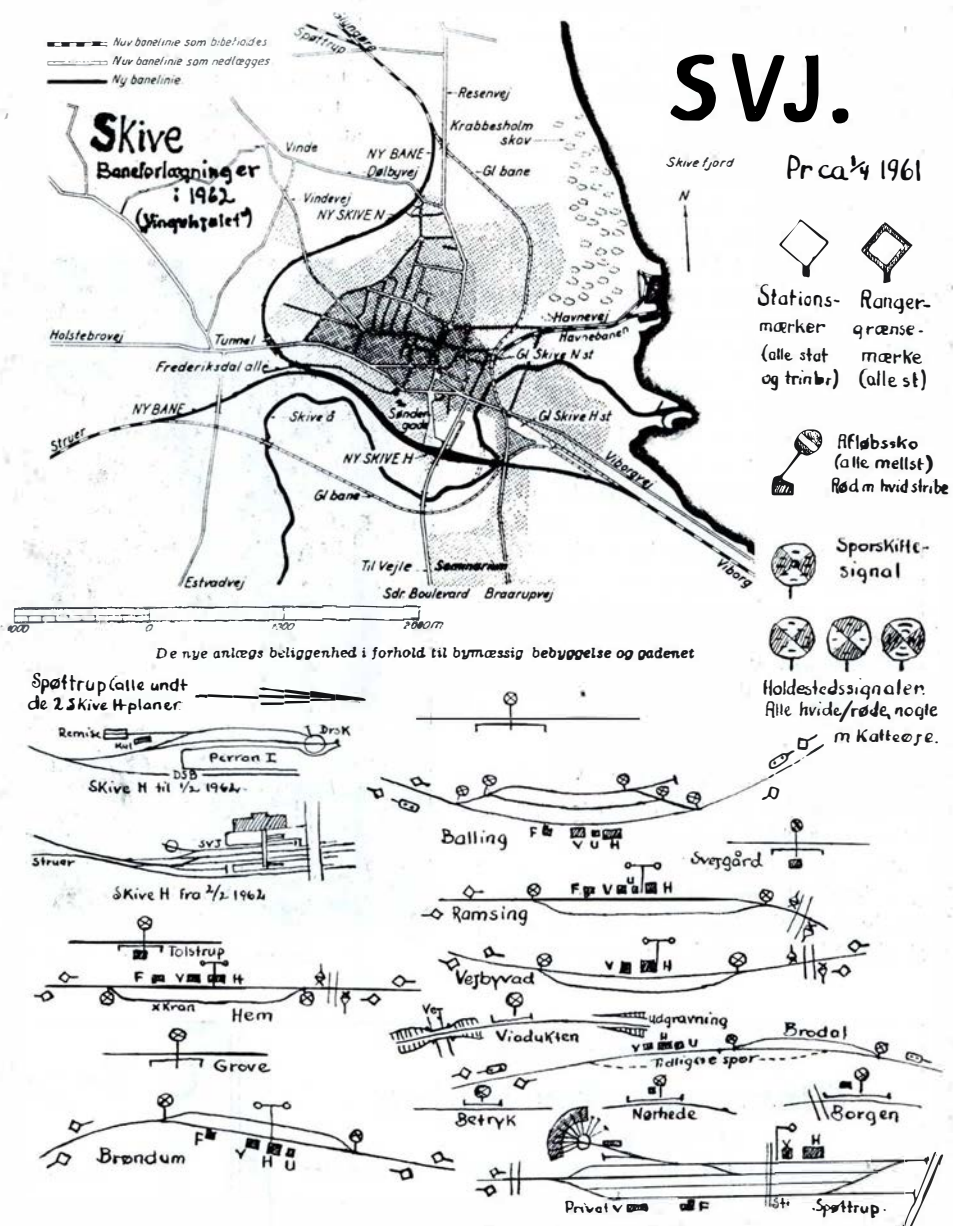 Nuv banelinie som bibeholdes
Nuv banelinie som nedlægges
Ny banelinie
SVJ.
Pr ca 1/4 1961
Skive
Baneforlægninger
i 1962
Glyngøre
Spøttrup
Resenvej
Krabbesholm
skov
Skive fjord
N
Vinde
NY BANE
Dølbyvej
Gl bane
Vindevej
NY SKIVE N
Havnevej
Havnebanen
Holstebrovej
Tunnel
Gl Skive N st
Frederiksdal alle
NY BANE
Skive å
Sønder
gade
Gl Skive H st
Struer
NY SKIVE H
Viborgvej
Gl bane
Til Vejle
Seminarium
Viborg
Estvadvej
Sdr Boulevard
Braarupvej
1000
0
1000
2000m
De nye anlægs beliggenhed i forhold til bymæssig bebyggelse og gadenet
Stations-
mærker
(alle stat
og trinbr)
Ranger-
grænse-
mærke
(alle st)
Afløbssko
(alle mellst)
Rød m hvid stribe
Sporskifte-
signal
Holdestedssignaler.
Alle hvide/røde, nogle
m Katteøje.
Spøttrup (alle undt
de 2 Skive H-planer
Remise
Kul
Drsk
Perron I
DSB
Skive H til 1/2 1962.
SVJ
Struer
Skive H fra 2/2 1962
Balling
F
V U H
Svejgård
Ramsing
F V U H
Tolstrup
F V H
x Kran
Hem
Vejbyvad
V H
Vej
Viadukten
Udgravning
Brodal
V H U
Tidligere spor
Grove
Betryk
Nørhede
Borgen
Brøndum
F V H U
V H
Privat V F
St:
Spøttrup.